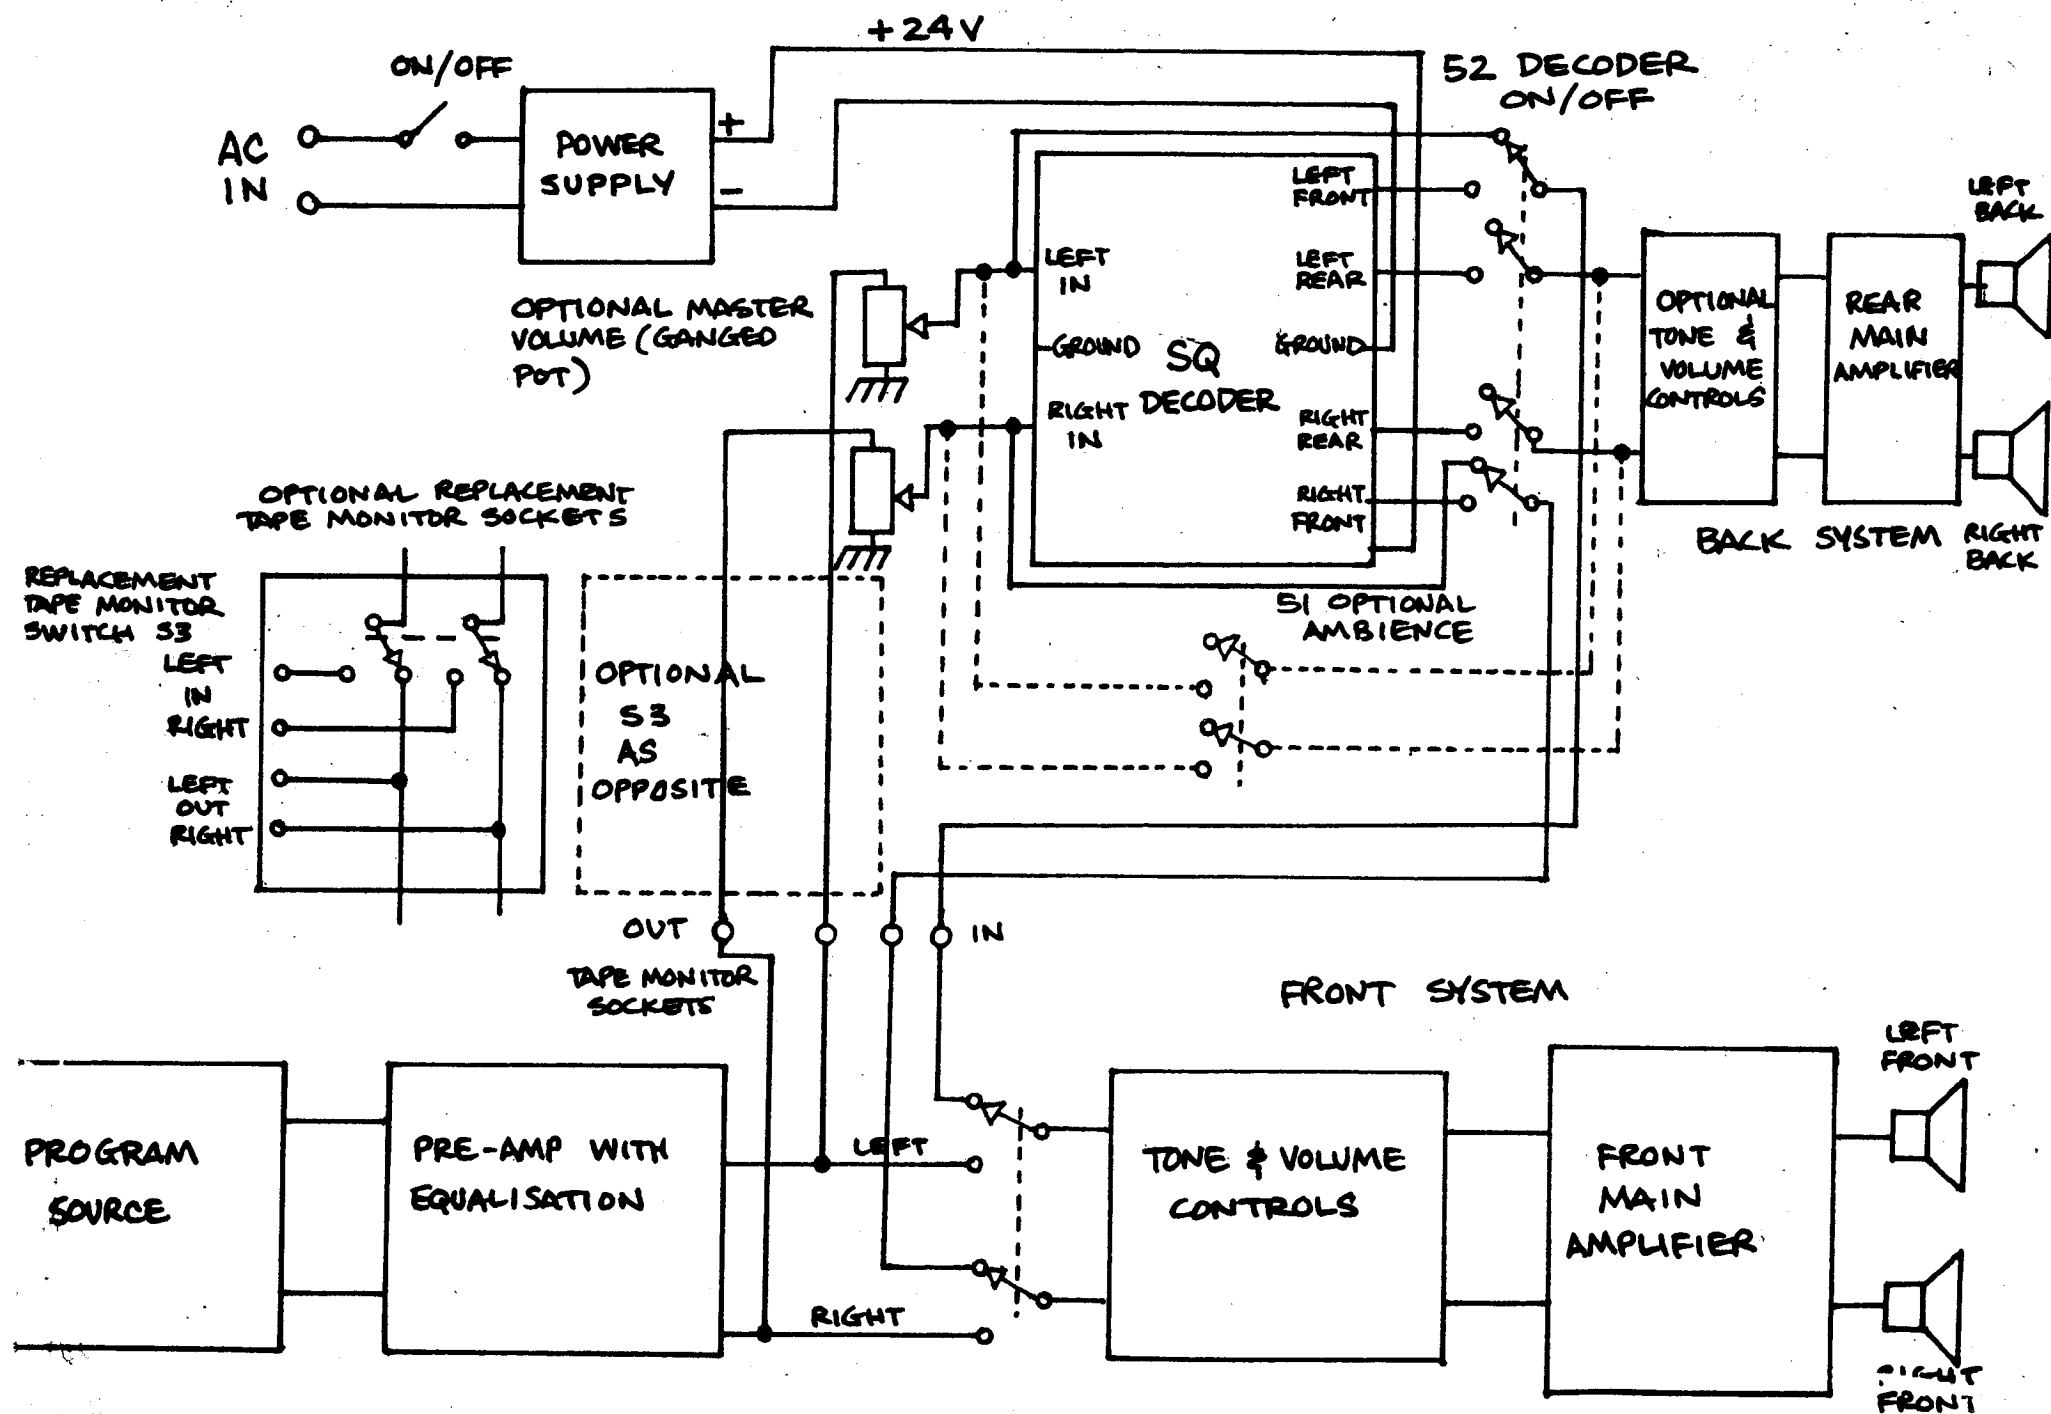 +24V
ON/OFF
52 DECODER
ON/OFF
AC
IN
POWER
SUPPLY
+
-
LEFT
FRONT
LEFT
BACK
LEFT
IN
LEFT
REAR
OPTIONAL MASTER
VOLUME (GANGED
POT)
OPTIONAL
TONE &
VOLUME
CONTROLS
REAR
MAIN
AMPLIFIER
GROUND
SQ
DECODER
GROUND
RIGHT
IN
RIGHT
REAR
RIGHT
FRONT
BACK SYSTEM
RIGHT
BACK
OPTIONAL REPLACEMENT
TAPE MONITOR SOCKETS
REPLACEMENT
TAPE MONITOR
SWITCH S3
LEFT
IN
RIGHT
LEFT
OUT
RIGHT
OPTIONAL
S3
AS
OPPOSITE
S1 OPTIONAL
AMBIENCE
OUT
IN
TAPE MONITOR
SOCKETS
FRONT SYSTEM
PROGRAM
SOURCE
PRE-AMP WITH
EQUALISATION
LEFT
RIGHT
TONE & VOLUME
CONTROLS
FRONT
MAIN
AMPLIFIER
LEFT
FRONT
RIGHT
FRONT